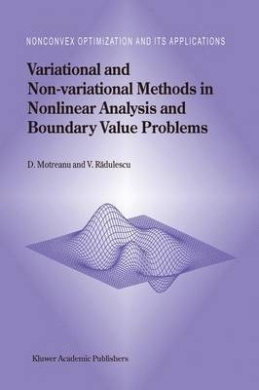 NONCONVEX OPTIMIZATION AND ITS APPLICATIONS
Variational and
Non-variational Methods in
Nonlinear Analysis and
Boundary Value Problems
D. Motreanu and V. Rădulescu
Kluwer Academic Publishers